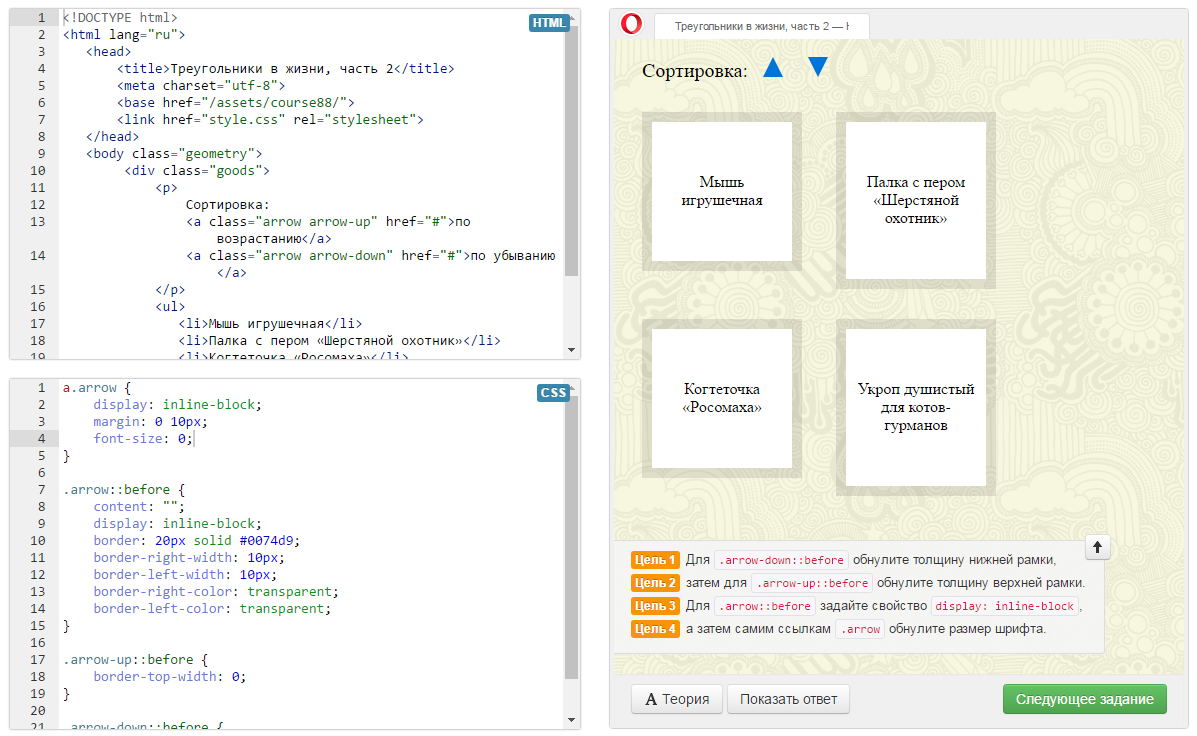 1 <!DOCTYPE html>
HTML
2 <html lang="ru">
3 <head>
4 <title>Треугольники в жизни, часть 2</title>
5 <meta charset="utf-8">
6 <base href="/assets/course88/">
7 <link href="style.css" rel="stylesheet">
8 </head>
9 <body class="geometry">
10 <div class="goods">
11 <p>
12 Сортировка:
13 <a class="arrow arrow-up" href="#">по
возрастанию</a>
14 <a class="arrow arrow-down" href="#">по убыванию
</a>
15 </p>
16 <ul>
17 <li>Мышь игрушечная</li>
18 <li>Палка с пером «Шерстяной охотник»</li>
19 <li>Когтеточка «Росомаха»</li>
1 a.arrow {
CSS
2 display: inline-block;
3 margin: 0 10px;
4 font-size: 0;
5 }
6
7 .arrow::before {
8 content: "";
9 display: inline-block;
10 border: 20px solid #0074d9;
11 border-right-width: 10px;
12 border-left-width: 10px;
13 border-right-color: transparent;
14 border-left-color: transparent;
15 }
16
17 .arrow-up::before {
18 border-top-width: 0;
19 }
20
21 .arrow-down::before {
Треугольники в жизни, часть 2 —
Сортировка:
Мышь
игрушечная
Палка с пером
«Шерстяной
охотник»
Когтеточка
«Росомаха»
Укроп душистый
для котов-
гурманов
Цель 1 Для .arrow-down::before обнулите толщину нижней рамки,
Цель 2 затем для .arrow-up::before обнулите толщину верхней рамки.
Цель 3 Для .arrow::before задайте свойство display: inline-block,
Цель 4 а затем самим ссылкам .arrow обнулите размер шрифта.
A Теория
Показать ответ
Следующее задание